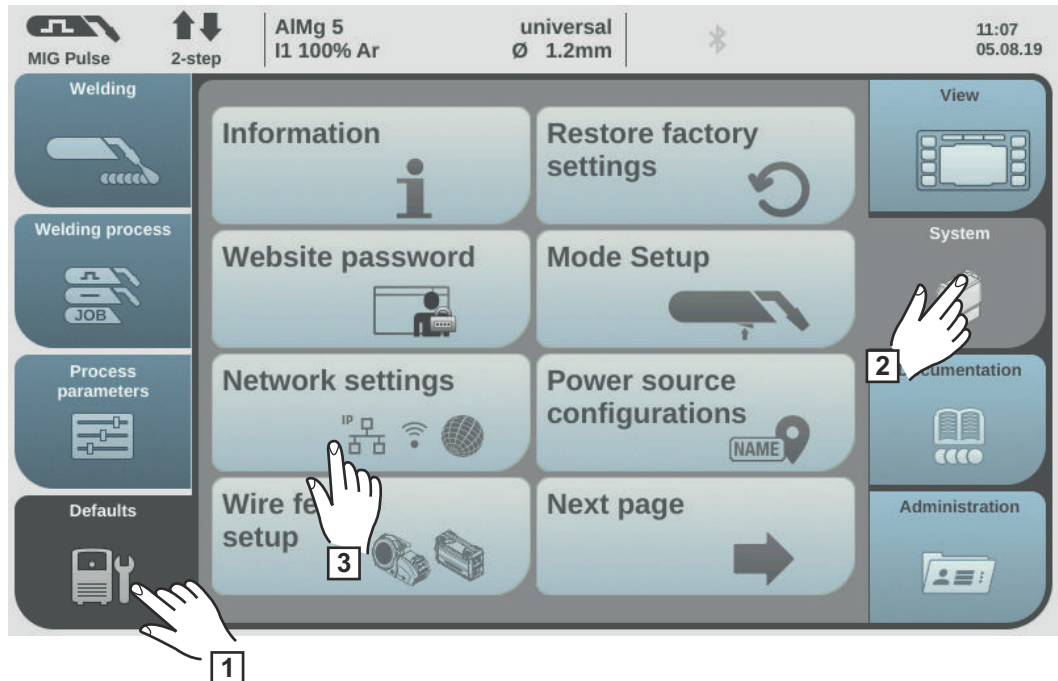 MIG Pulse
2-step
AlMg 5
I1 100% Ar
universal
Ø 1.2mm
11:07
05.08.19
Welding
Welding process
JOB
Process
parameters
Defaults
1
Information
Restore factory
settings
Website password
Mode Setup
Network settings
IP
Power source
configurations
NAME
Wire
setup
3
Next page
View
System
2
Administration